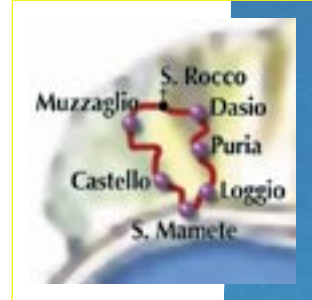 S. Rocco
Muzzaglio
Dasio
Puria
Castello
Loggio
S. Mamete